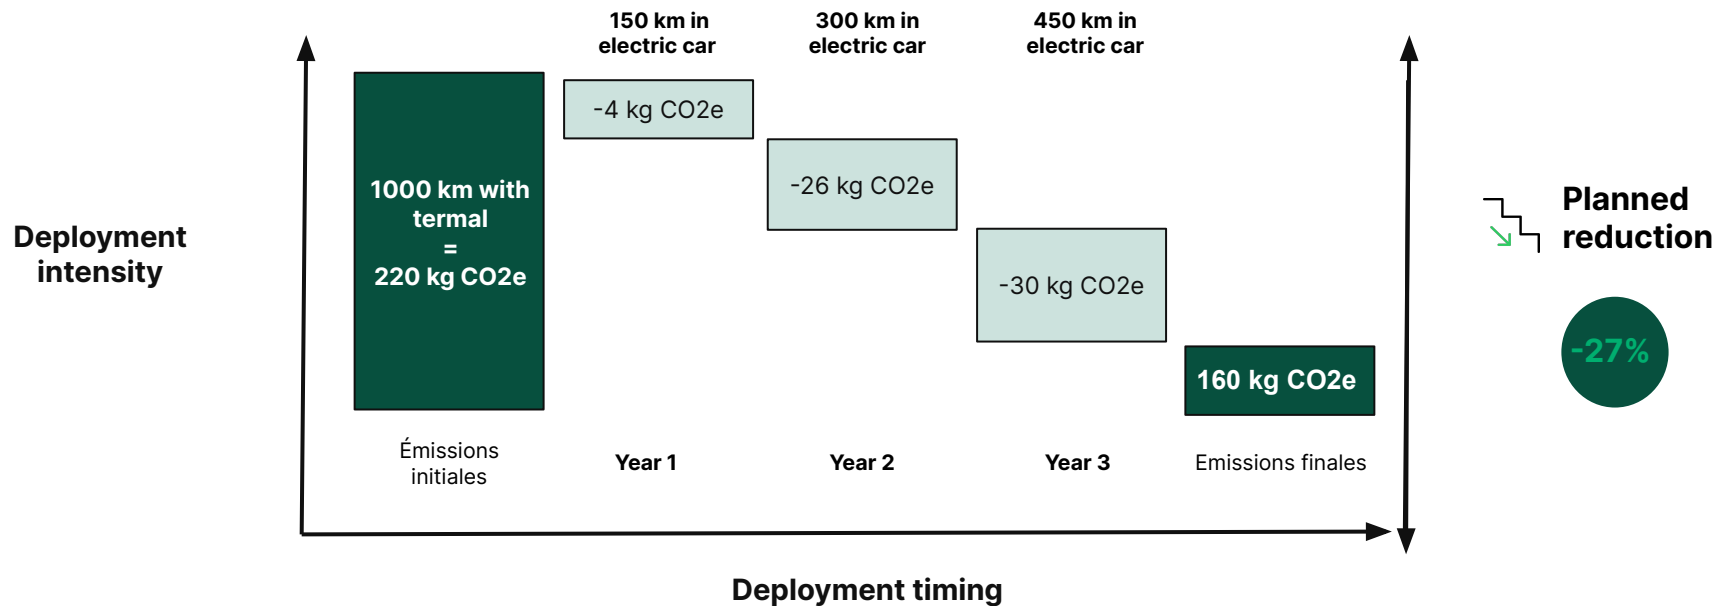 150 km in
electric car
300 km in
electric car
450 km in
electric car
Deployment
intensity
1000 km with
termal
=
220 kg CO2e
-4 kg CO2e
-26 kg CO2e
-30 kg CO2e
160 kg CO2e
Émissions
initiales
Year 1
Year 2
Year 3
Emissions finales
Deployment timing
Planned
reduction
-27%